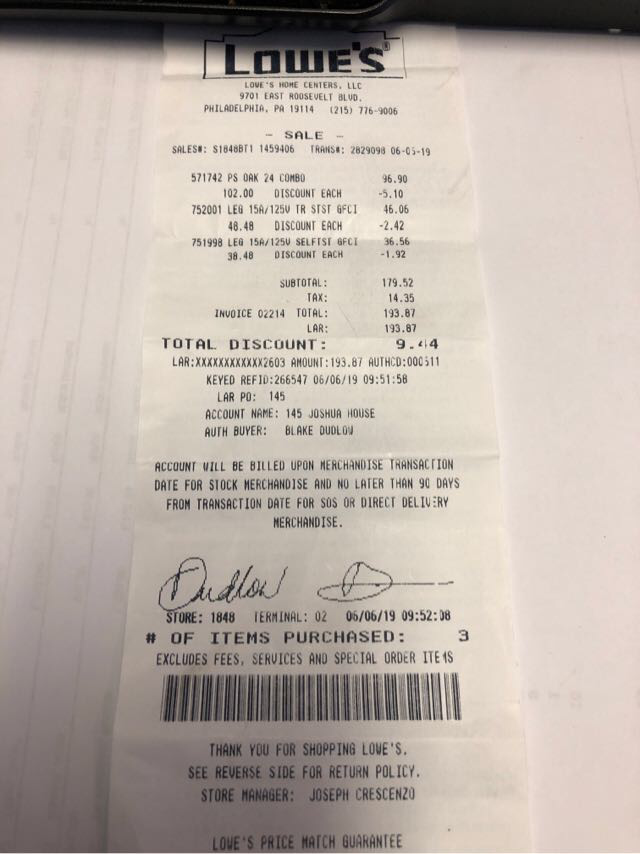 LOWE'S®
LOWE'S HOME CENTERS, LLC
9701 EAST ROOSEVELT BLVD.
PHILADELPHIA, PA 19114 (215) 776-9006
- SALE -
SALES#: S1848BT1 1459406 TRANS#: 2829098 06-05-19
571742 PS OAK 24 COMBO 96.90
102.00 DISCOUNT EACH -5.10
752001 LEG 15A/125V TR STST GFCI 46.06
48.48 DISCOUNT EACH -2.42
751998 LEG 15A/125V SELFTST GFCI 36.56
38.48 DISCOUNT EACH -1.92
SUBTOTAL: 179.52
TAX: 14.35
INVOICE 02214 TOTAL: 193.87
LAR: 193.87
TOTAL DISCOUNT: 9.44
LAR:XXXXXXXXXXXX2603 AMOUNT:193.87 AUTHCD:000511
KEYED REFID:266547 06/06/19 09:51:58
LAR PO: 145
ACCOUNT NAME: 145 JOSHUA HOUSE
AUTH BUYER: BLAKE DUDLOW
ACCOUNT WILL BE BILLED UPON MERCHANDISE TRANSACTION
DATE FOR STOCK MERCHANDISE AND NO LATER THAN 90 DAYS
FROM TRANSACTION DATE FOR SOS OR DIRECT DELIVERY
MERCHANDISE.
Dudlow
STORE: 1848 TERMINAL: 02 06/06/19 09:52:08
# OF ITEMS PURCHASED: 3
EXCLUDES FEES, SERVICES AND SPECIAL ORDER ITEMS
THANK YOU FOR SHOPPING LOWE'S.
SEE REVERSE SIDE FOR RETURN POLICY.
STORE MANAGER: JOSEPH CRESCENZO
LOWE'S PRICE MATCH GUARANTEE